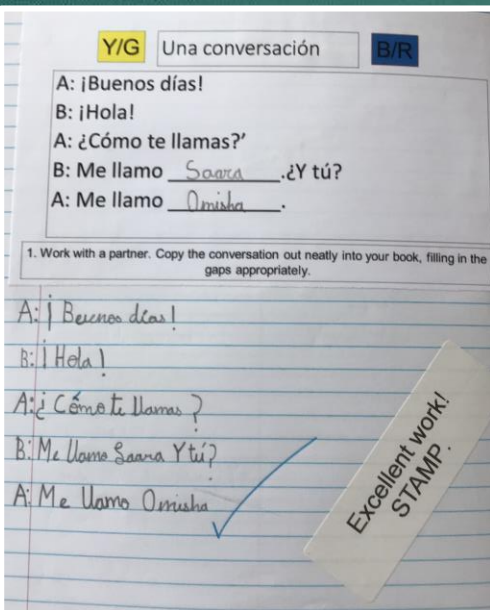 Y/G Una conversación B/R
A: ¡Buenos días!
B: ¡Hola!
A: ¿Cómo te llamas?’
B: Me llamo Saara.¿Y tú?
A: Me llamo Omisha.
1. Work with a partner. Copy the conversation out neatly into your book, filling in the
gaps appropriately.
A: ¡ Buenos días!
B: ¡ Hola!
A: ¿ Cómo te llamas?
B: Me llamo Saara Y tú?
A: Me llamo Omisha
Excellent work!
STAMP.